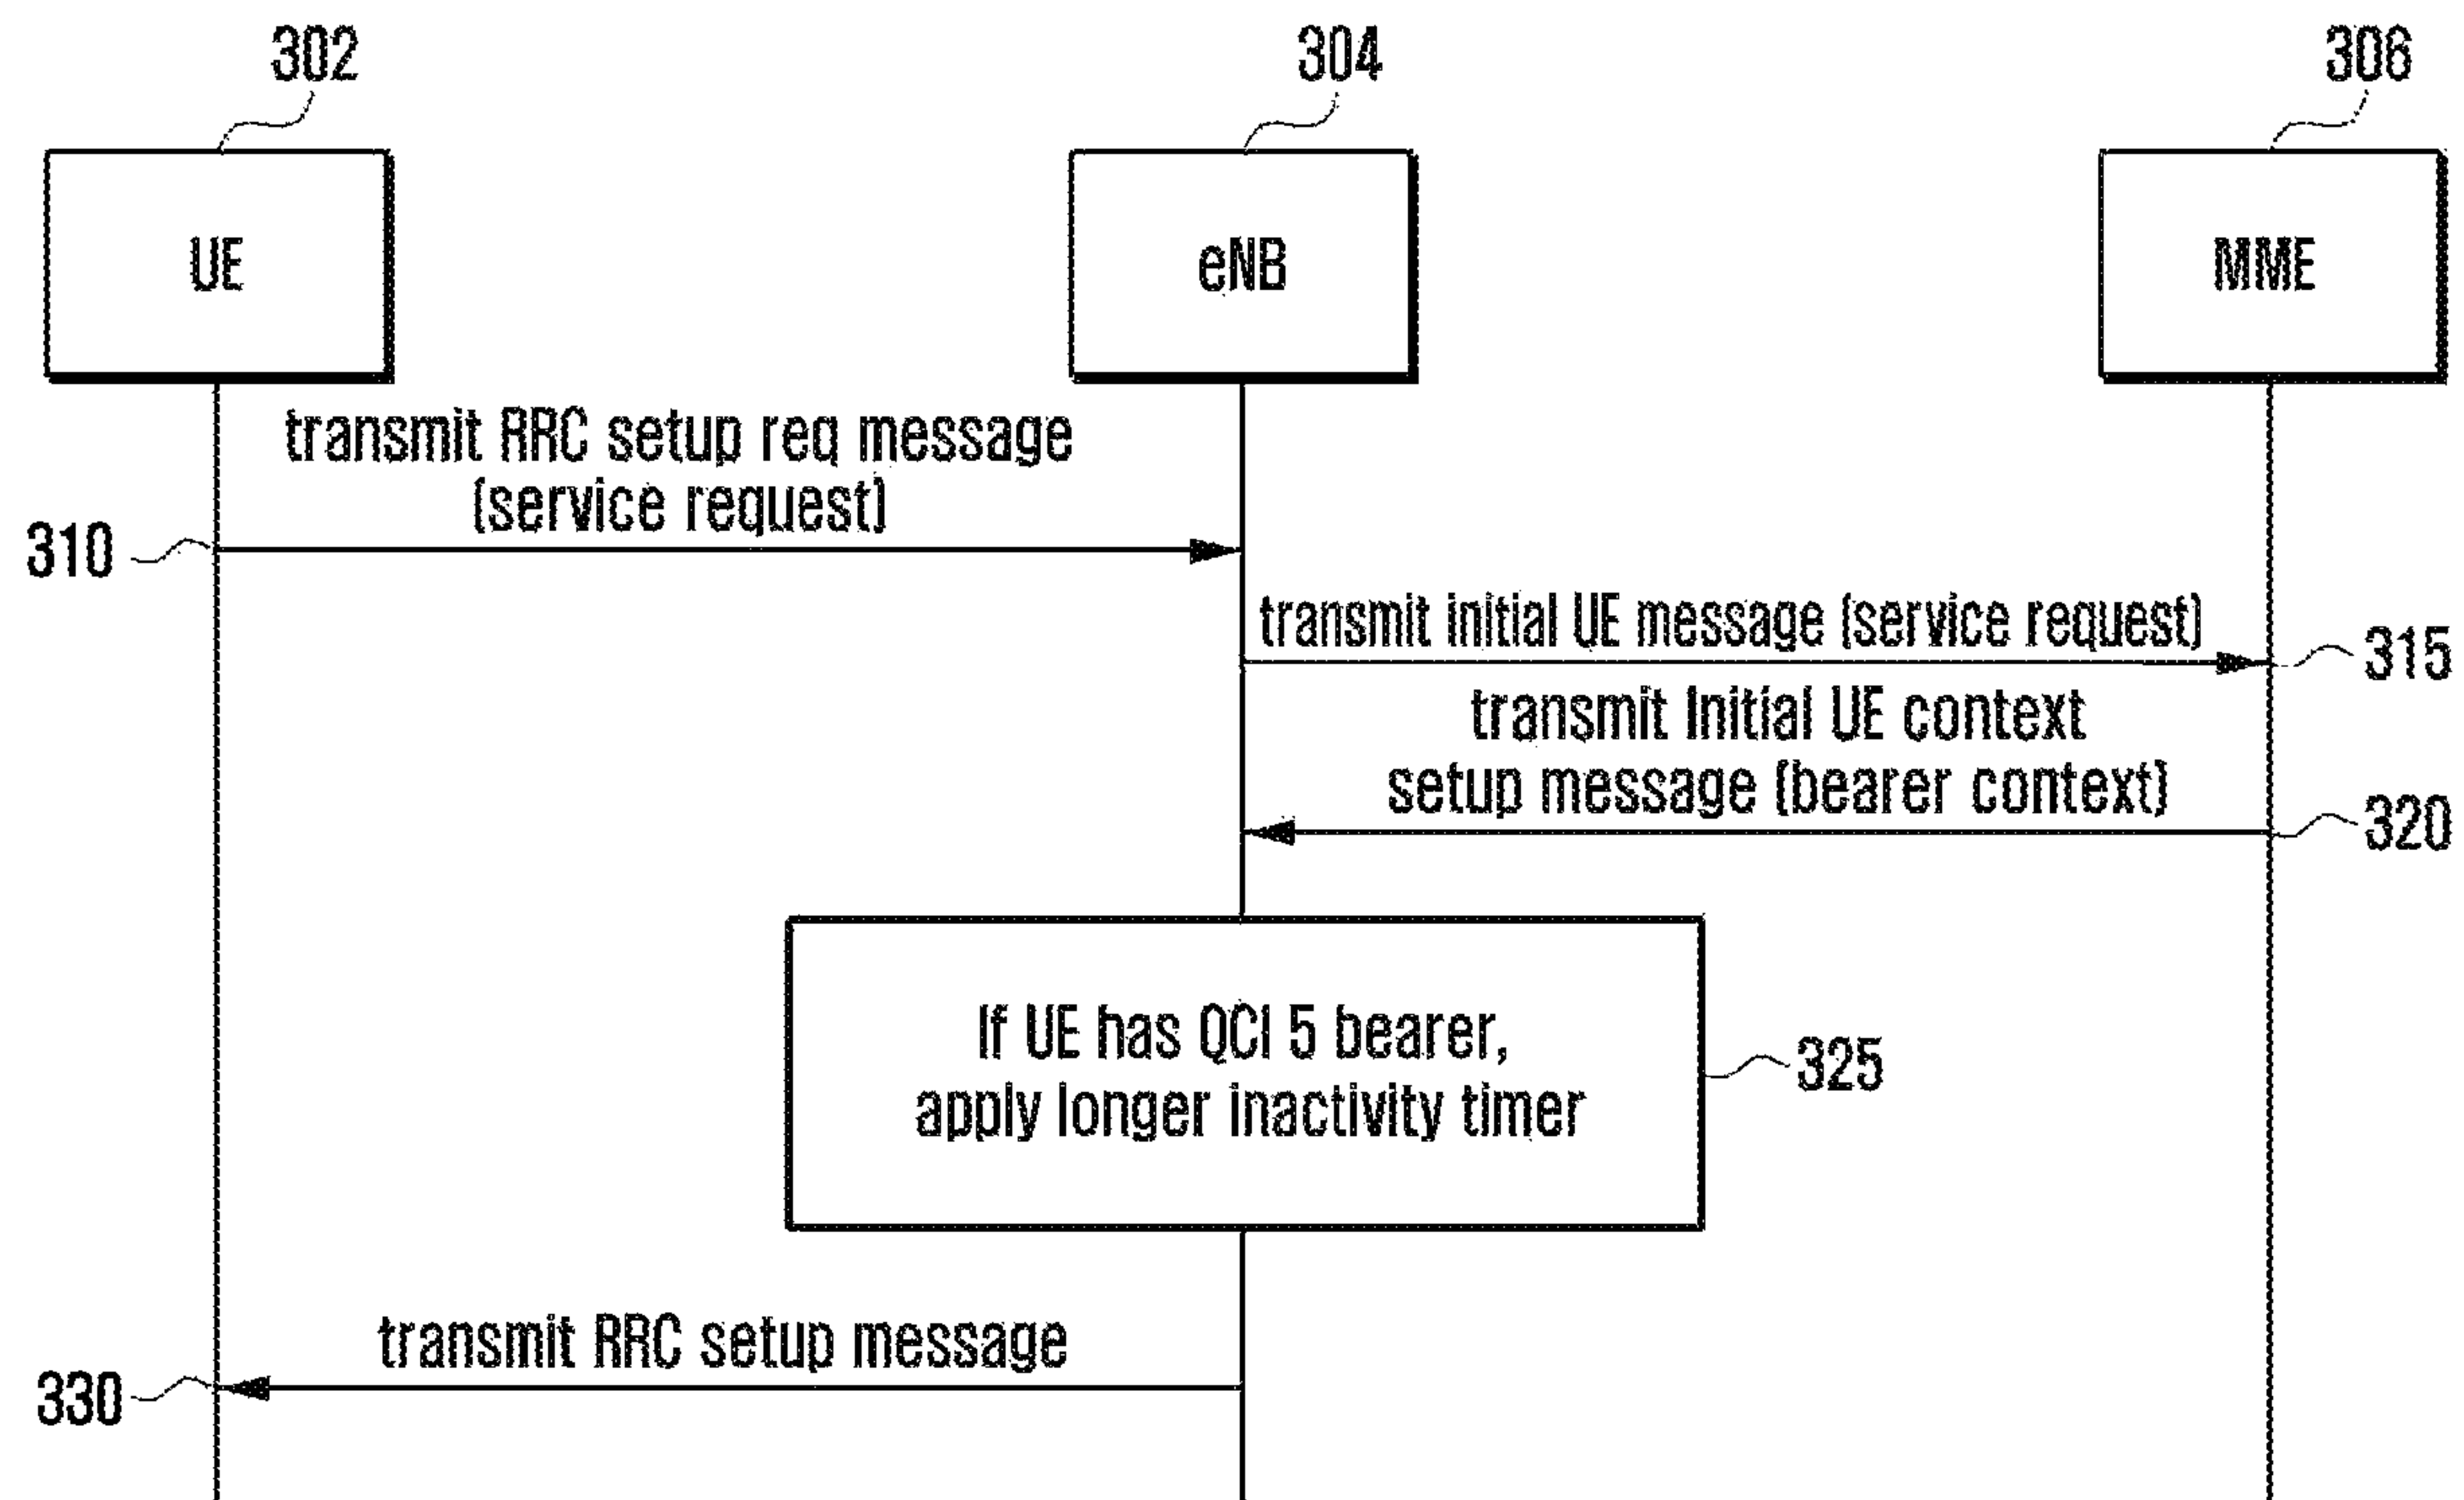 302
304
306
UE
eNB
MME
transmit RRC setup req message
(service request)
310
transmit initial UE message (service request)
315
transmit Initial UE context
setup message (bearer context)
320
If UE has QCI 5 bearer,
apply longer inactivity timer
325
transmit RRC setup message
330